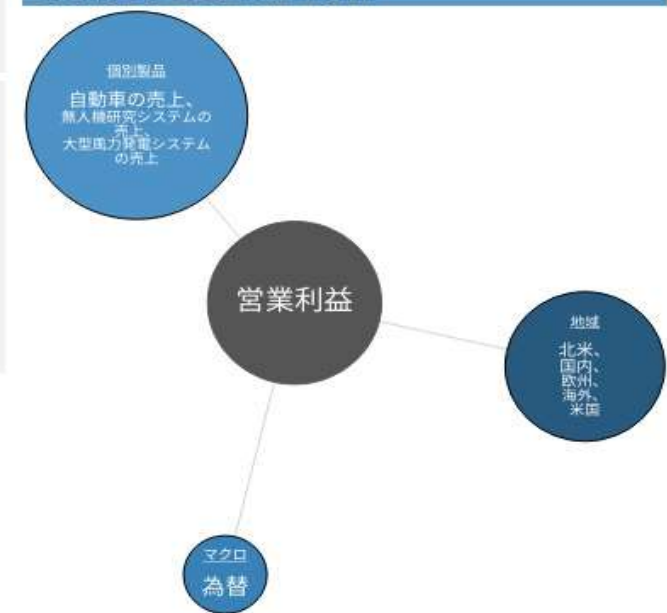 個別製品
自動車の売上、
無人機研究システムの
売上、
大型風力発電システム
の売上
営業利益
地域
北米、
国内、
欧州、
海外、
米国
マクロ
為替